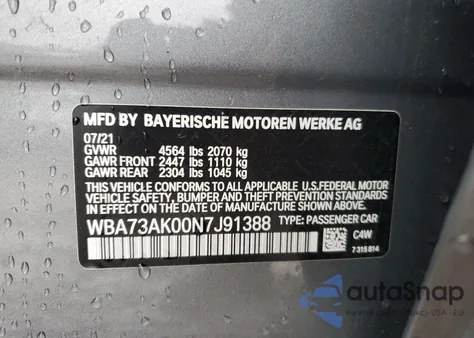 MFD BY BAYERISCHE MOTOREN WERKE AG
07/21
GVWR 4564 lbs 2070 kg
GAWR FRONT 2447 lbs 1110 kg
GAWR REAR 2304 lbs 1045 kg
THIS VEHICLE CONFORMS TO ALL APPLICABLE U.S.FEDERAL MOTOR
VEHICLE SAFETY, BUMPER AND THEFT PREVENTION STANDARDS IN
EFFECT ON THE DATE OF MANUFACTURE SHOWN ABOVE.
WBA73AK00N7J91388 TYPE: PASSENGER CAR
C4W
7 315 814
autoSnap